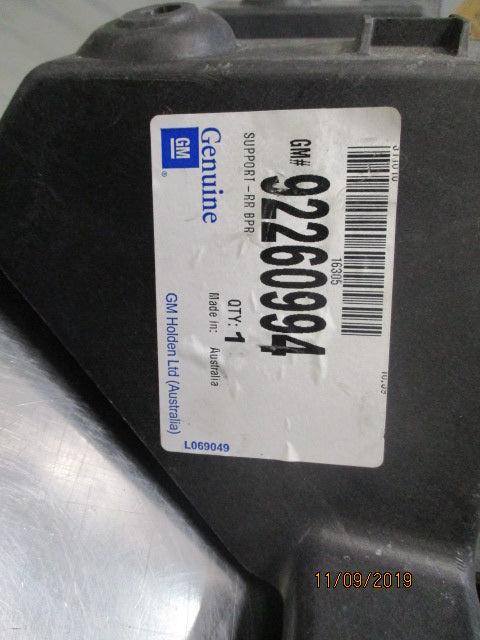 GM
®
Genuine
GM# 92260994
SUPPORT-RR BPR
16305
QTY: 1
Made in: Australia
GM Holden Ltd (Australia)
L069049
11/09/2019